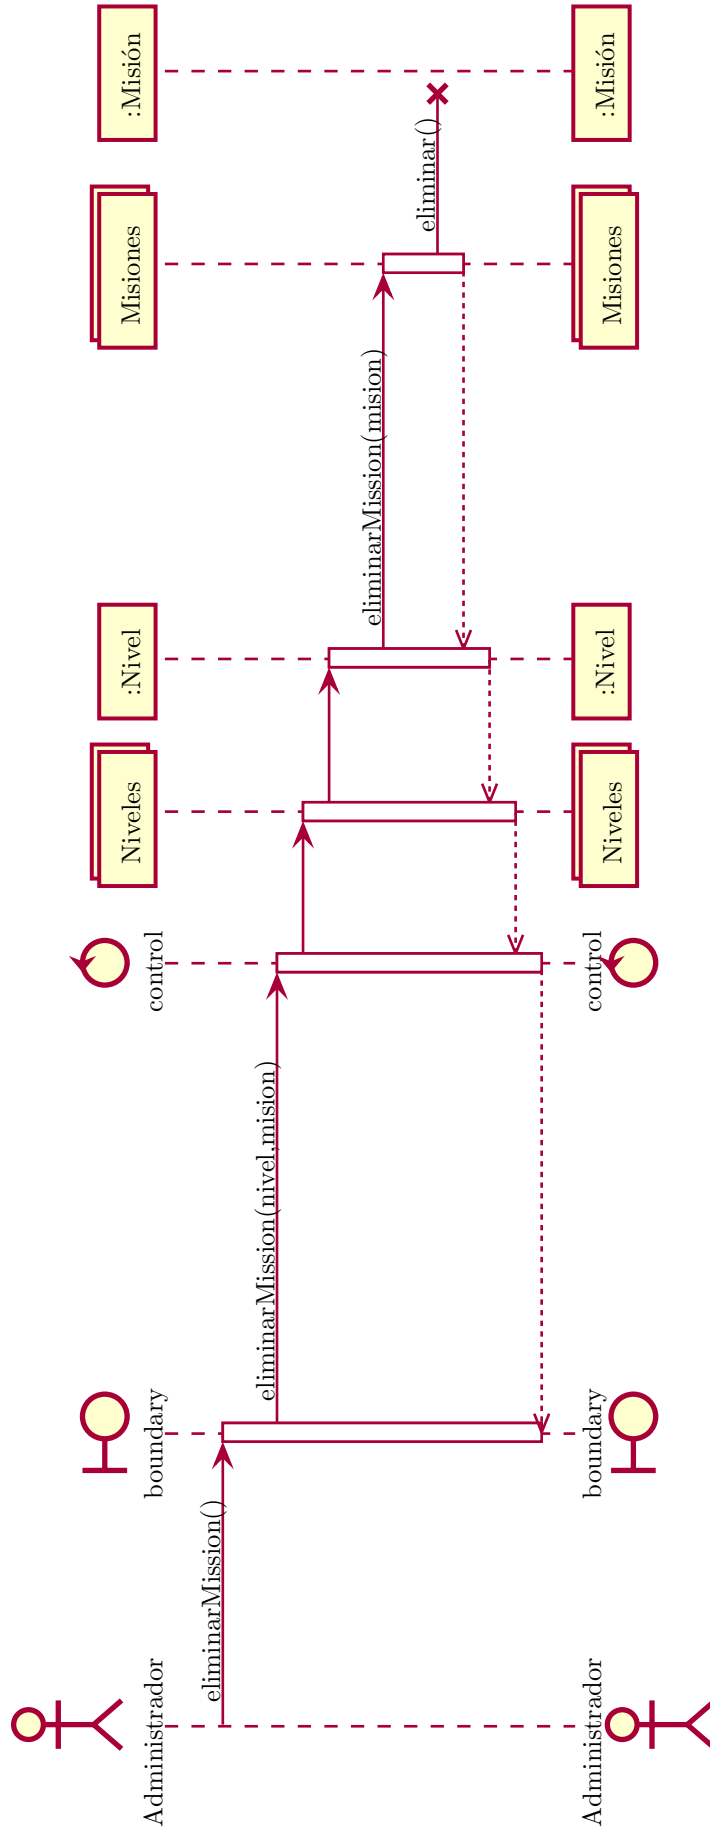 Administrador
boundary
control
Niveles
:Nivel
Misiones
:Misión
eliminarMission()
eliminarMission(nivel,mision)
eliminarMission(mision)
eliminar()
Administrador
boundary
control
Niveles
:Nivel
Misiones
:Misión